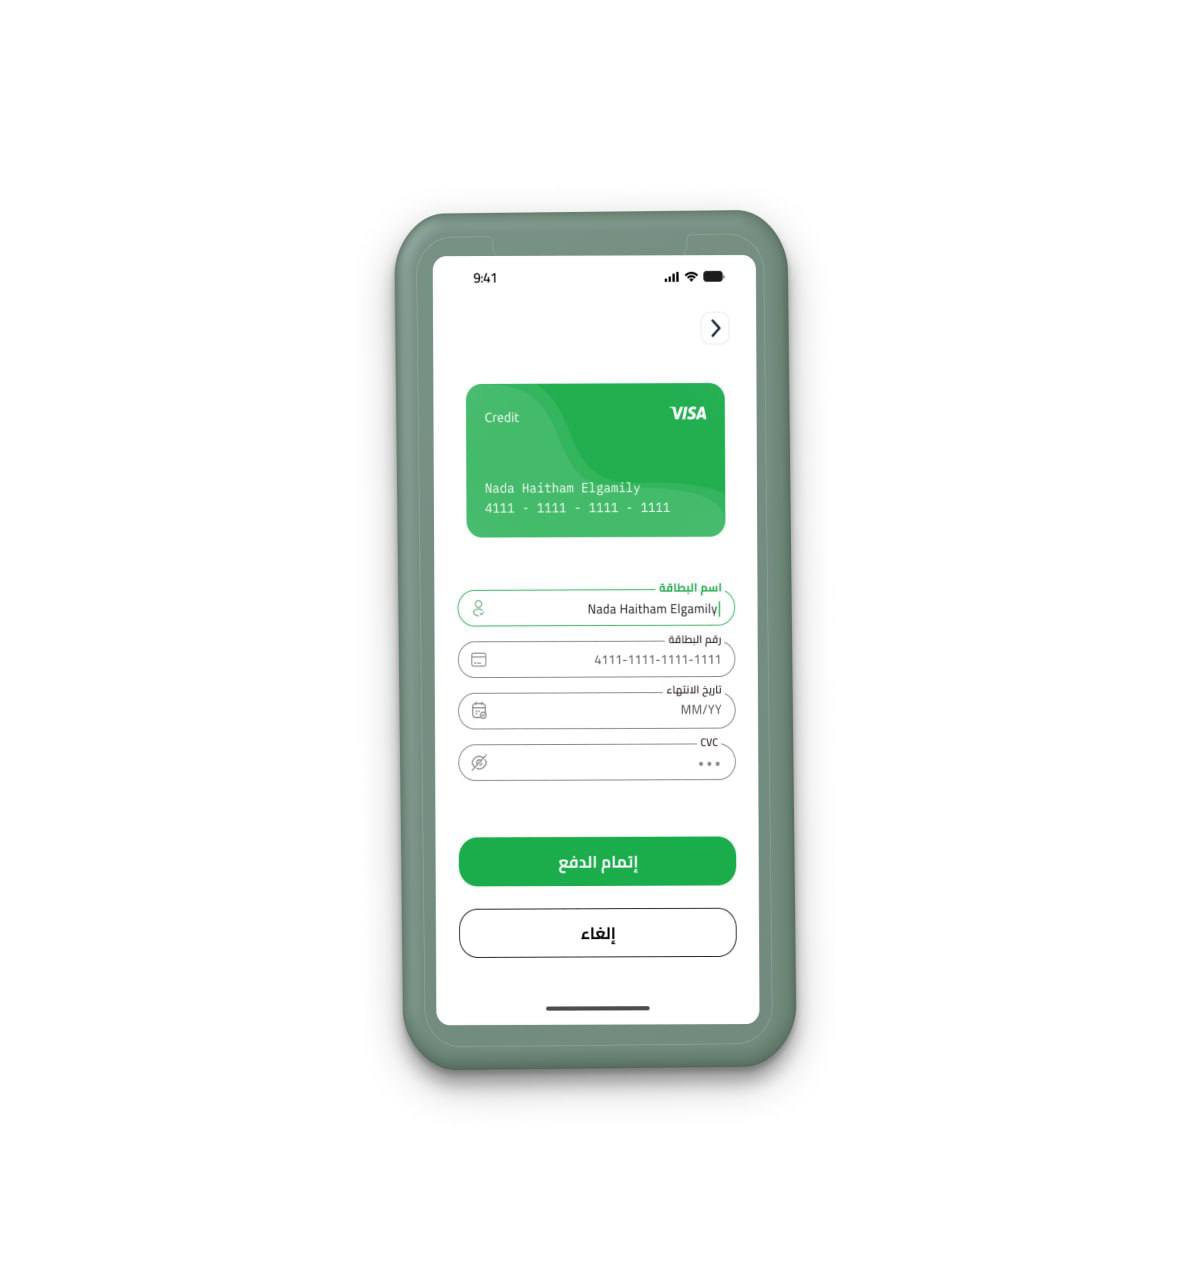 9:41
Credit
VISA
Nada Haitham Elgamily
4111 - 1111 - 1111 - 1111
اسم البطاقة
Nada Haitham Elgamily
رقم البطاقة
4111-1111-1111-1111
تاريخ الانتهاء
MM/YY
CVC
إتمام الدفع
إلغاء